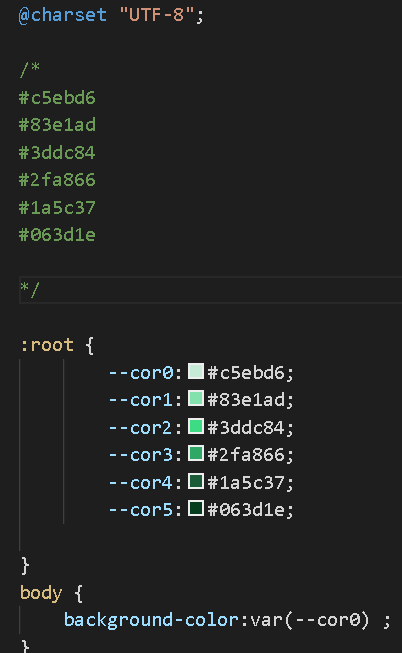 @charset "UTF-8";
/*
#c5ebd6
#83e1ad
#3ddc84
#2fa866
#1a5c37
#063d1e
*/
:root {
--cor0:#c5ebd6;
--cor1:#83e1ad;
--cor2:#3ddc84;
--cor3:#2fa866;
--cor4:#1a5c37;
--cor5:#063d1e;
}
body {
background-color:var(--cor0) ;
}